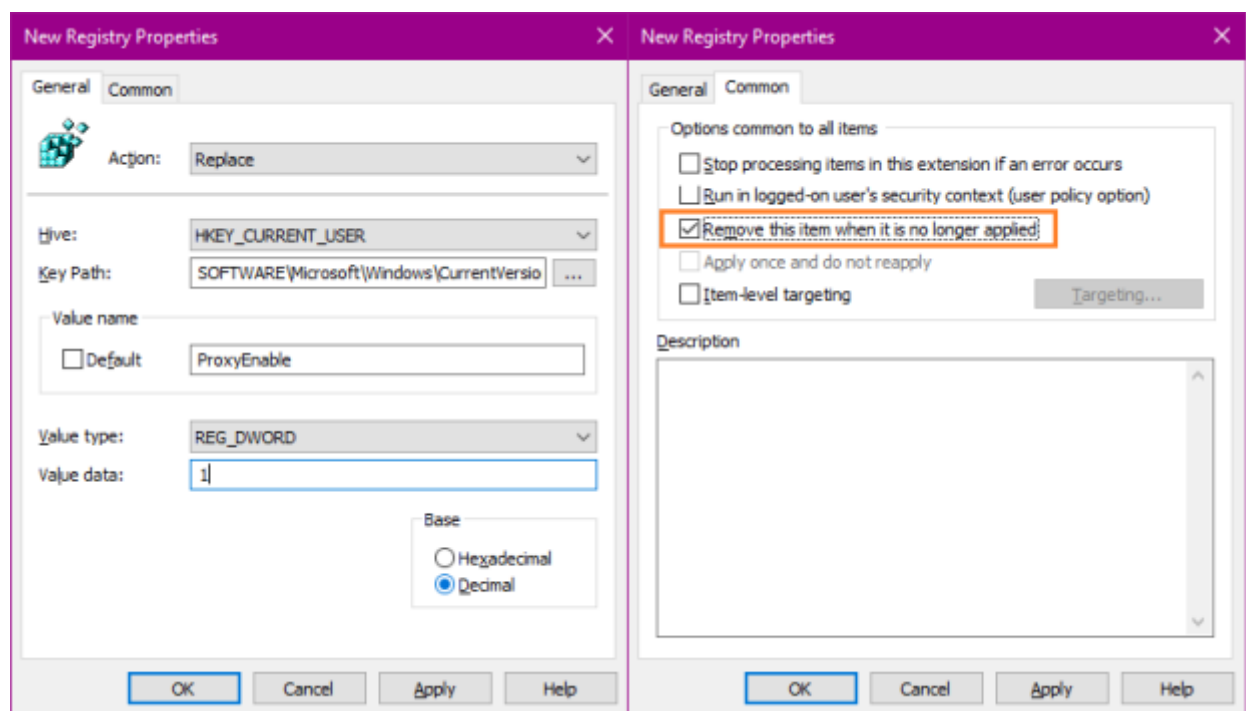 New Registry Properties
General Common
Action: Replace
Hive: HKEY_CURRENT_USER
Key Path: SOFTWARE\Microsoft\Windows\CurrentVersio ...
Value name
Default ProxyEnable
Value type: REG_DWORD
Value data: 1
Base
Hexadecimal
Decimal
OK Cancel Apply Help
New Registry Properties
General Common
Options common to all items
Stop processing items in this extension if an error occurs
Run in logged-on user's security context (user policy option)
Remove this item when it is no longer applied
Apply once and do not reapply
Item-level targeting Targeting...
Description
OK Cancel Apply Help